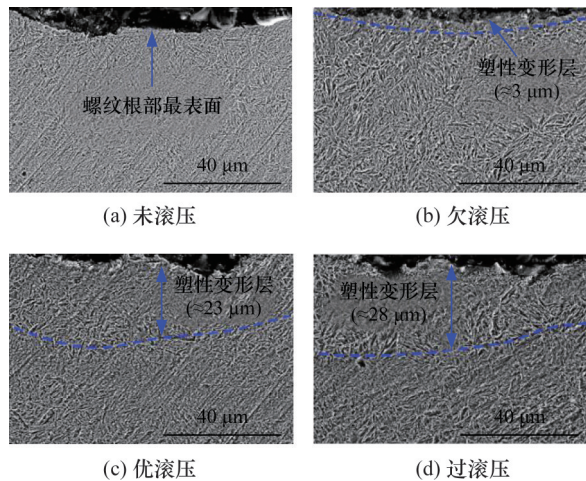 螺纹根部最表面
40 μm
(a) 未滚压
塑性变形层
(≈3 μm)
40 μm
(b) 欠滚压
塑性变形层
(~23 μm)
40 μm
(c) 优滚压
塑性变形层
(≈28 μm)
40 μm
(d) 过滚压